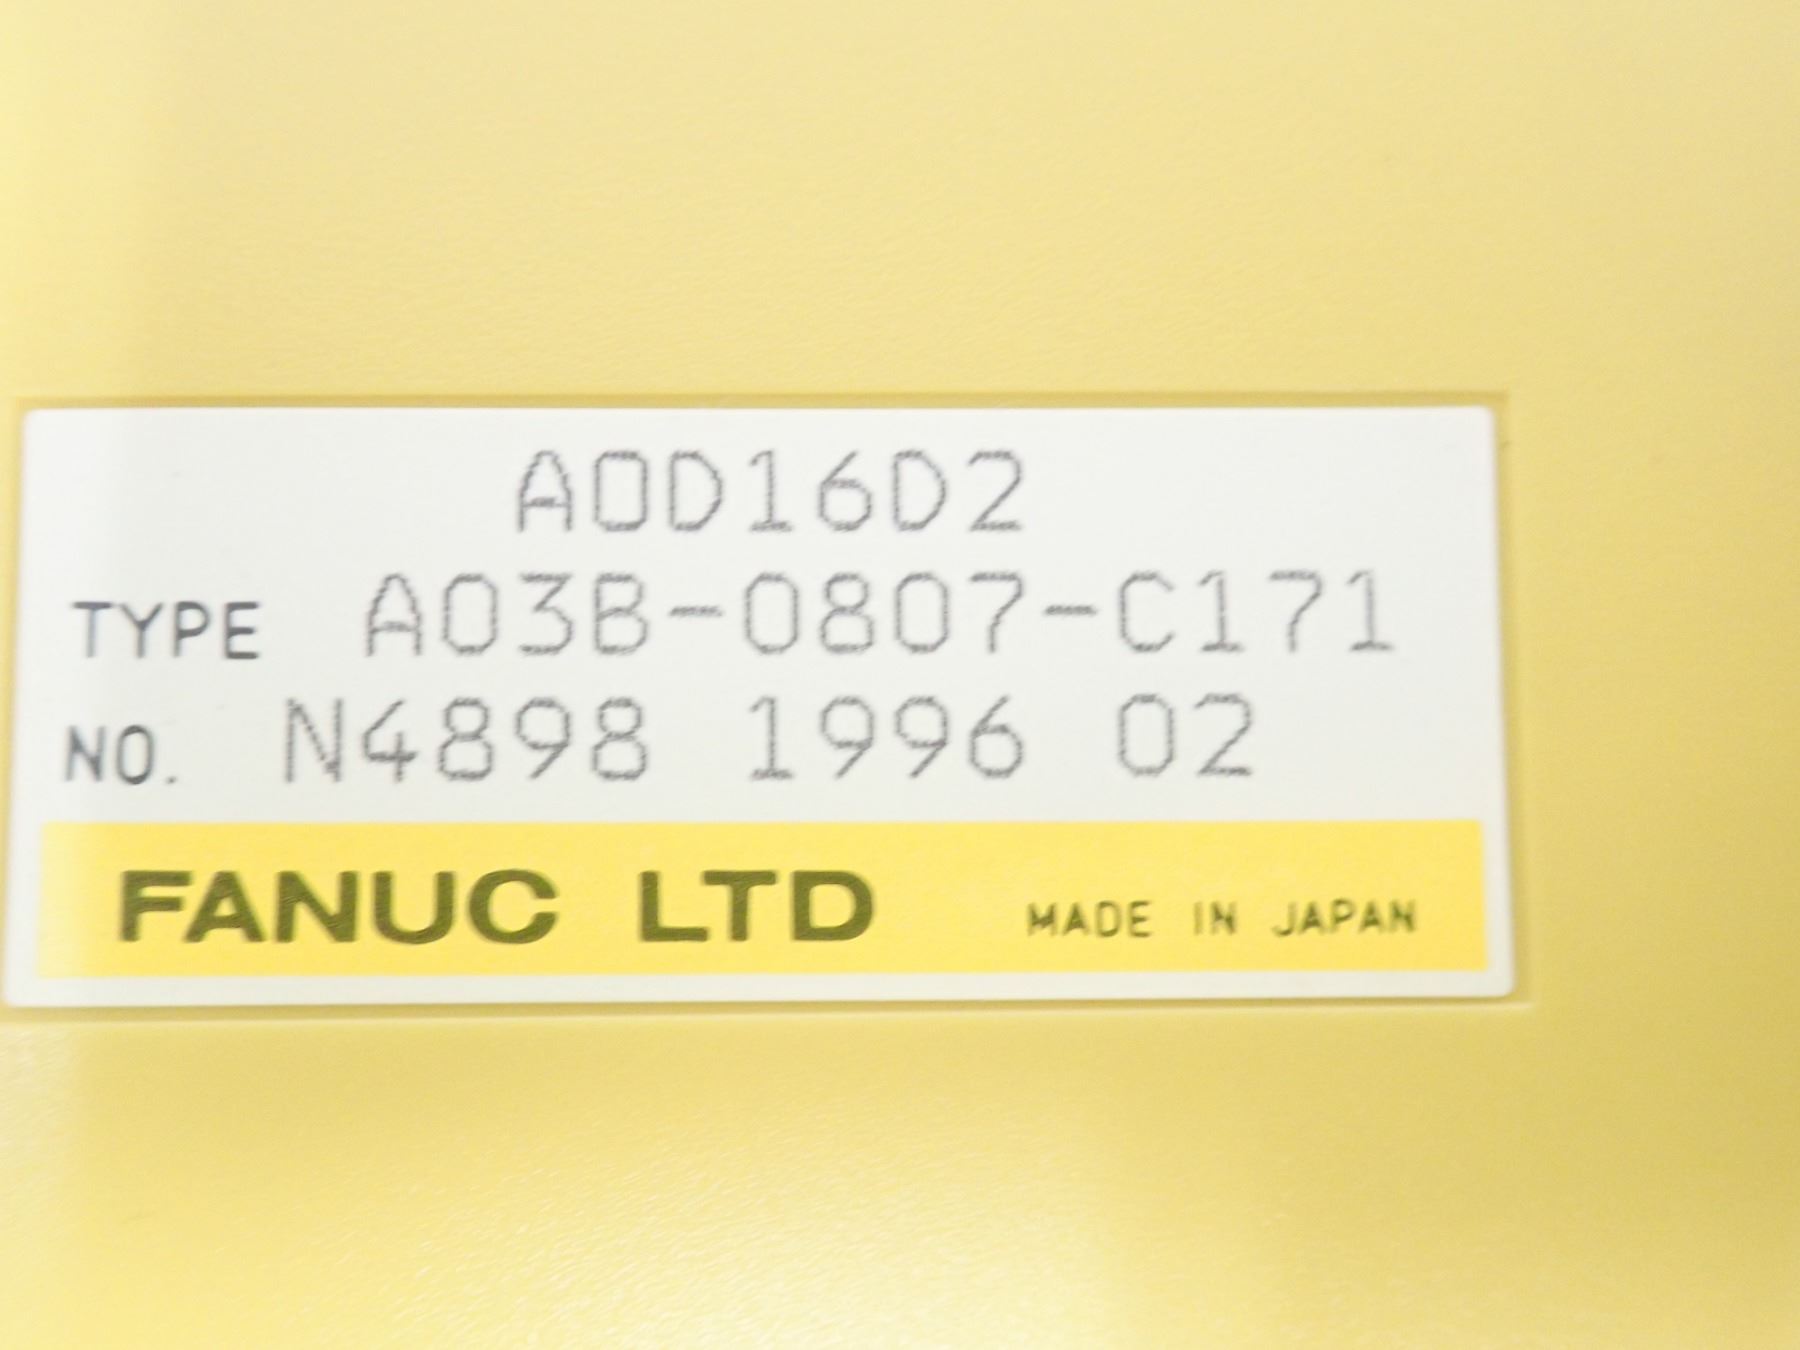 AOD16D2
TYPE A03B-0807-C171
NO. N4898 1996 02
FANUC LTD MADE IN JAPAN